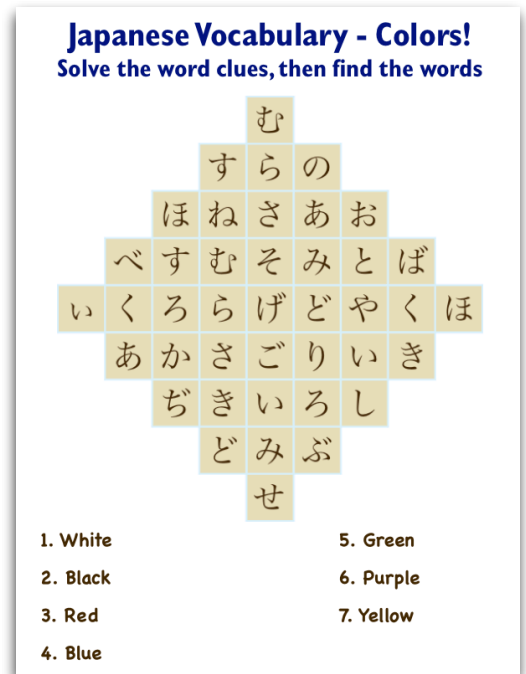 Japanese Vocabulary - Colors!
Solve the word clues, then find the words
む
す ら の
ほ ね さ あ お
べ す む そ み と ば
ぃ く ろ ら げ ど や く ほ
あ か さ ご り い き
ぢ き い ろ し
ど み ぶ
せ
1. White
5. Green
2. Black
6. Purple
3. Red
7. Yellow
4. Blue